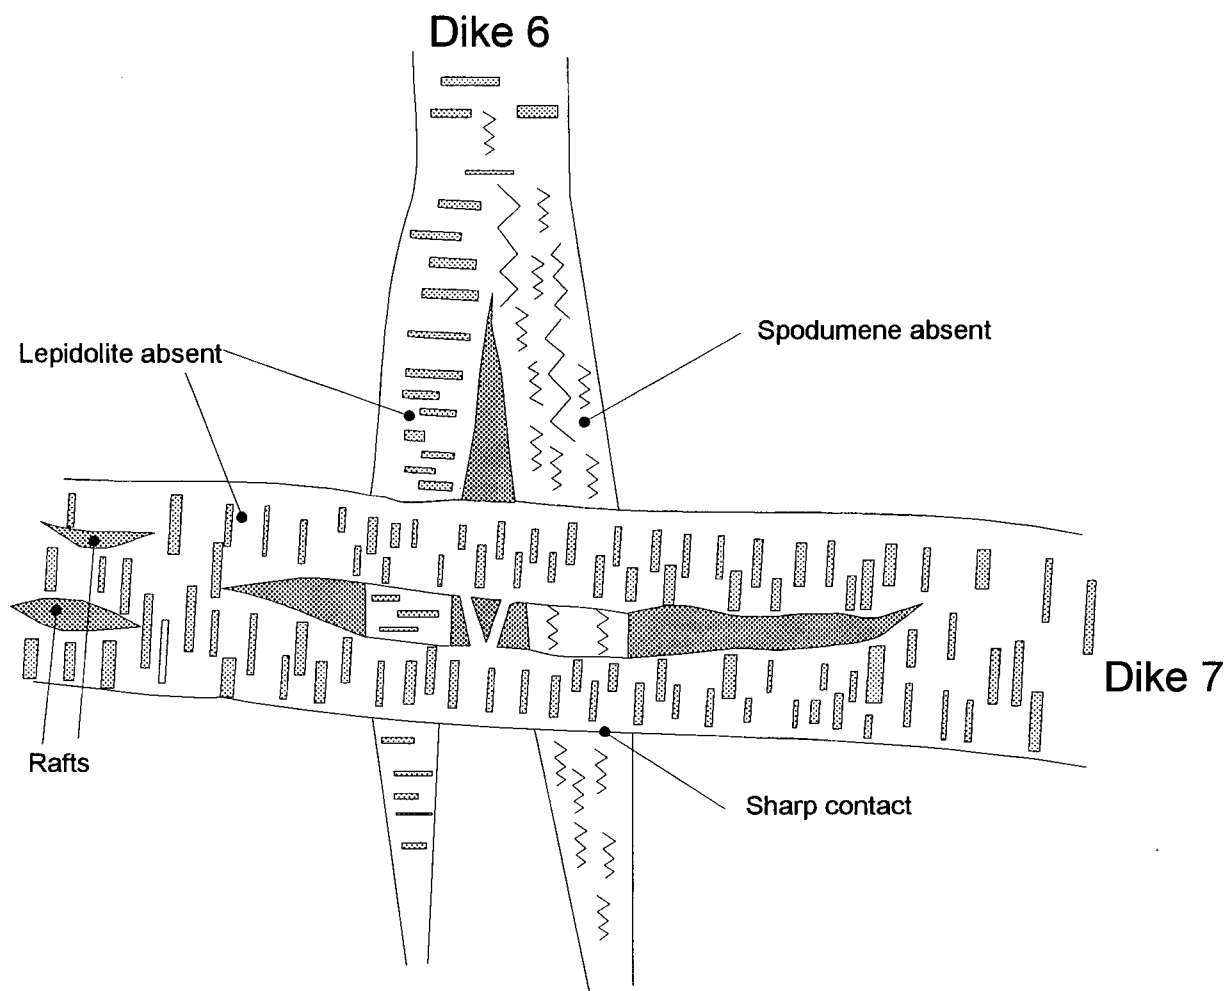 Dike 6
Spodumene absent
Lepidolite absent
Dike 7
Rafts
Sharp contact